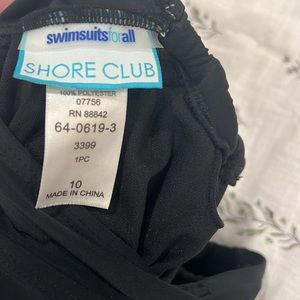 swimsuitsforall
SHORE CLUB
100% POLYESTER
07756
RN 88842
64-0619-3
3399
1PC
10
MADE IN CHINA